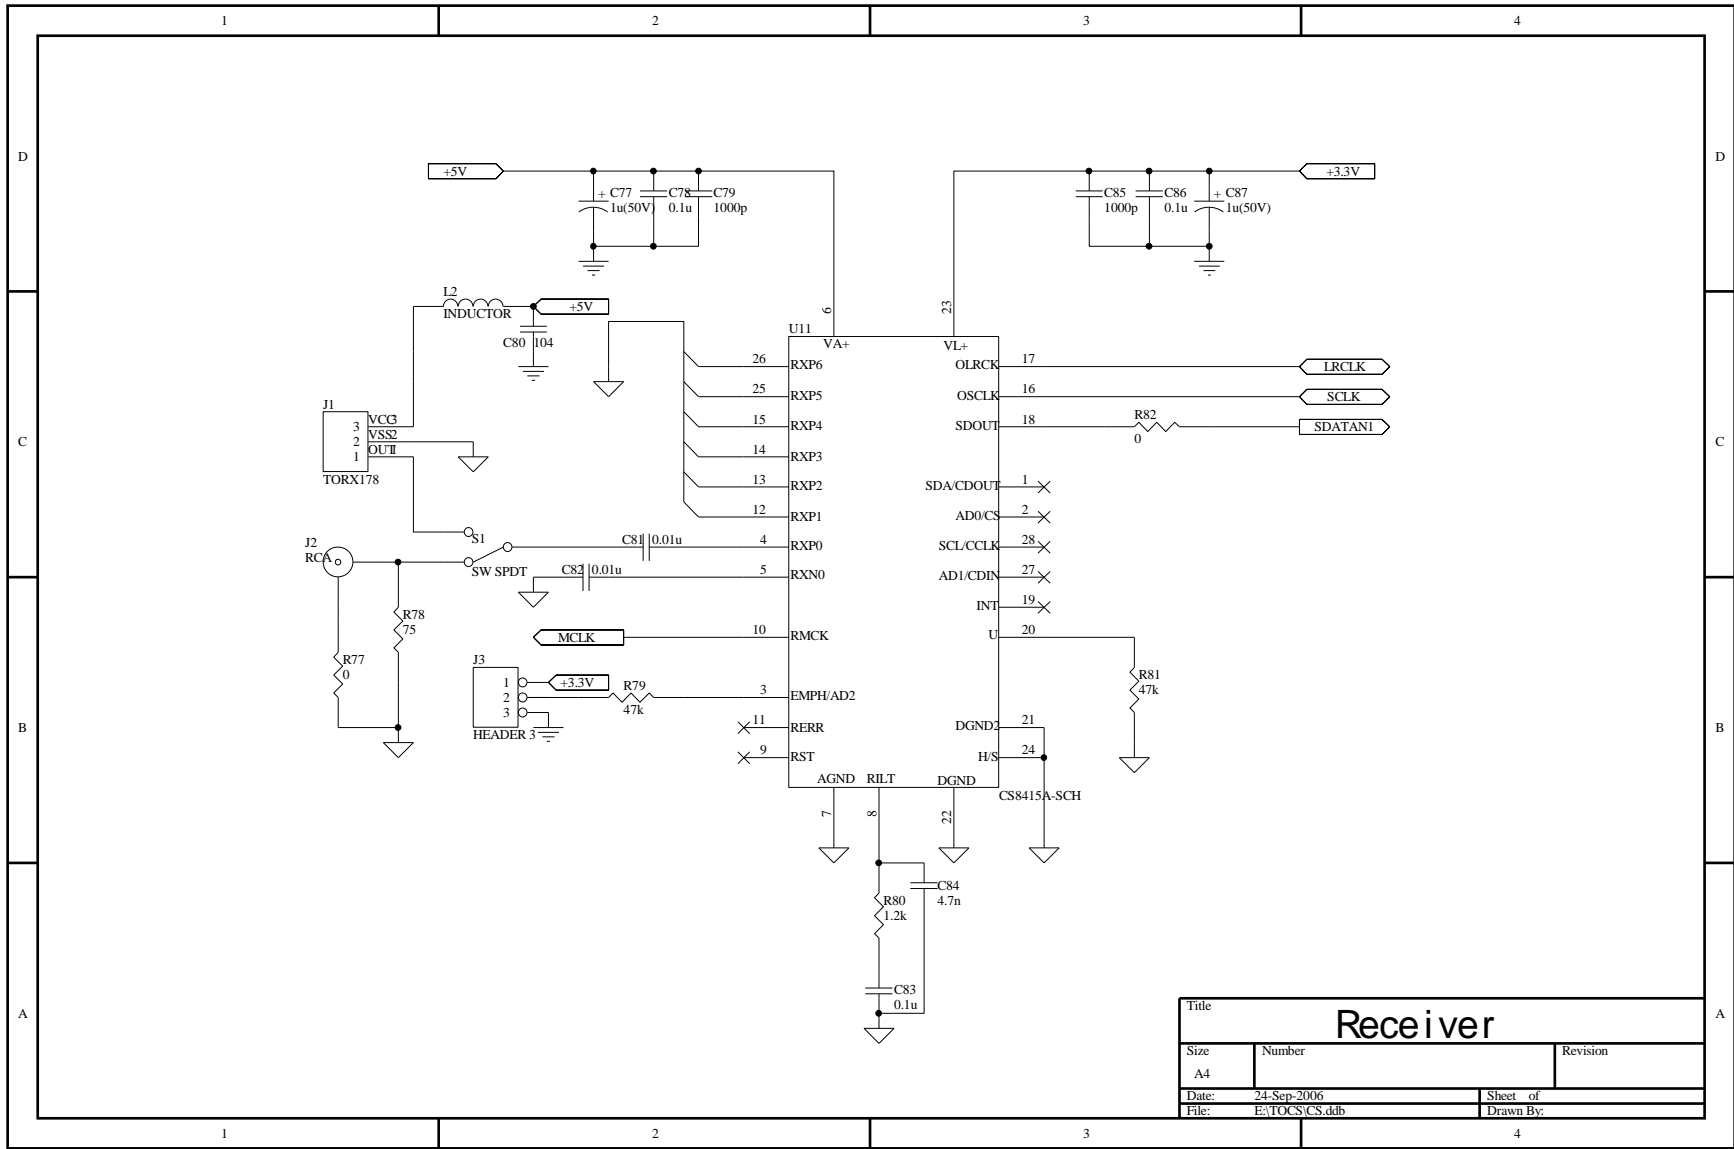 1 2 3 4
D D
+5V +3.3V
+ C77 C78 C79
1u(50V) 0.1u 1000p
C85 C86 + C87
1000p 0.1u 1u(50V)
L2
INDUCTOR
+5V
C80 104
6
23
U11
VA+ VL+
26 RXP6
25 RXP5
15 RXP4
14 RXP3
13 RXP2
12 RXP1
4 RXP0
5 RXN0
10 RMCK
3 EMPH/AD2
11 RERR
9 RST
OLRCK 17 LRCLK
OSCLK 16 SCLK
SDOUT 18 R82 SDATAN1
0
SDA/CDOUT 1
AD0/CS 2
SCL/CCLK 28
AD1/CDIN 27
INT 19
U 20
R81
47k
DGND2 21
H/S 24
AGND RILT DGND
CS8415A-SCH
7 8 22
C C
J1
3 VCC3
2 VSS2
1 OUT1
TORX178
S1
SW SPDT
J2
RCA
C81 0.01u
C82 0.01u
R78
75
R77
0
MCLK
J3
1 +3.3V
2
3
HEADER 3
R79
47k
B B
C84
4.7n
R80
1.2k
C83
0.1u
A A
Title
Receiver
Size Number Revision
A4
Date: 24-Sep-2006 Sheet of
File: E:\TOCS\CS.ddb Drawn By:
1 2 3 4